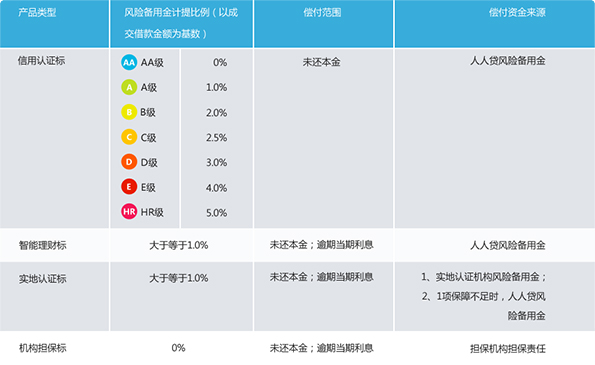 产品类型
风险备用金计提比例（以成
交借款金额为基数）
偿付范围
偿付资金来源
信用认证标
AA AA级 0%
A A级 1.0%
B B级 2.0%
C C级 2.5%
D D级 3.0%
E E级 4.0%
HR HR级 5.0%
未还本金
人人贷风险备用金
智能理财标
大于等于1.0%
未还本金；逾期当期利息
人人贷风险备用金
实地认证标
大于等于1.0%
未还本金；逾期当期利息
1、实地认证机构风险备用金；
2、1项保障不足时，人人贷风
险备用金
机构担保标
0%
未还本金；逾期当期利息
担保机构担保责任